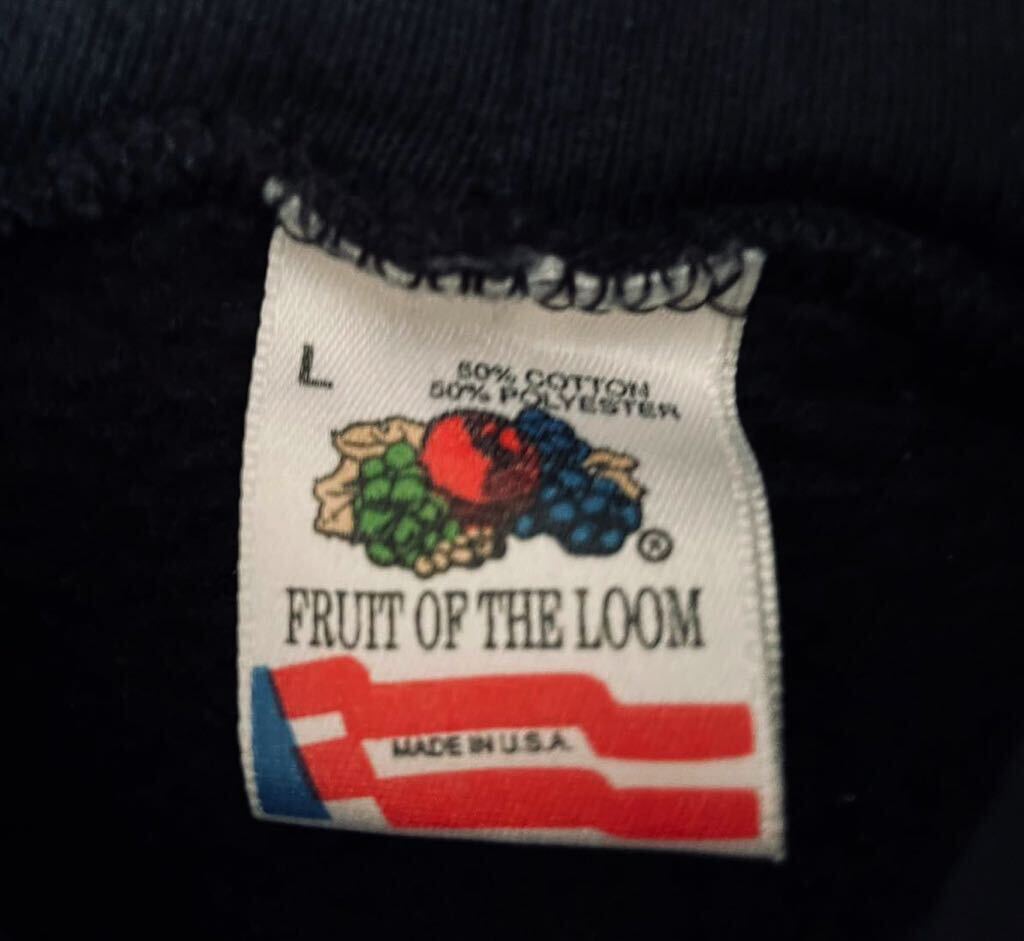 L
50% COTTON
50% POLYESTER
®
FRUIT OF THE LOOM
MADE IN U.S.A.